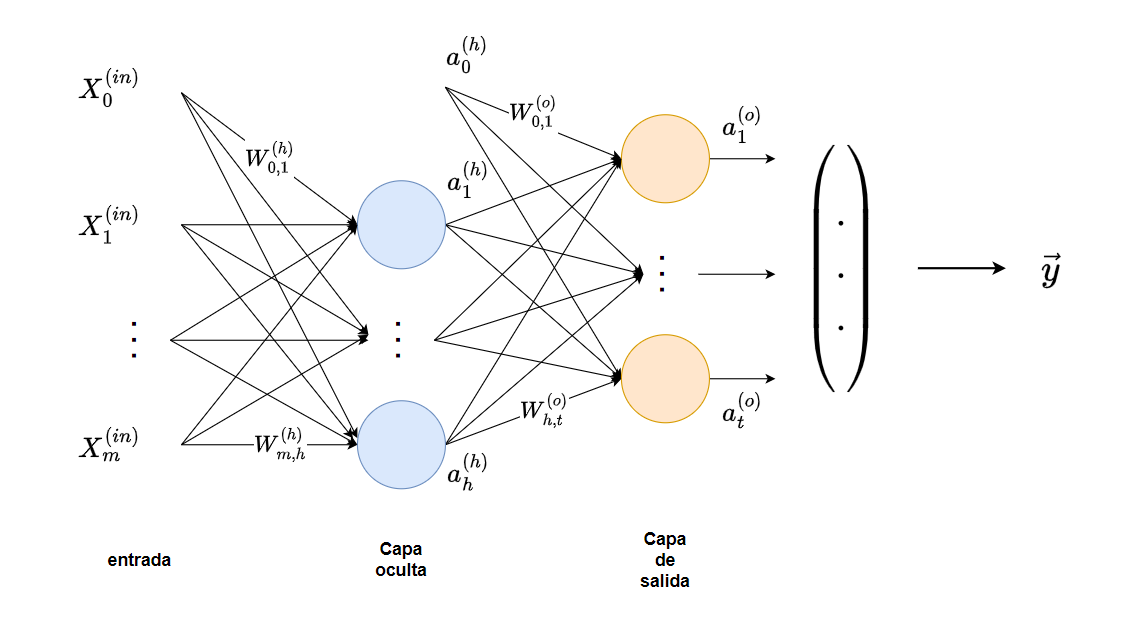 X_0^{(in)}
X_1^{(in)}
⋮
X_m^{(in)}
W_{0,1}^{(h)}
W_{m,h}^{(h)}
a_0^{(h)}
a_1^{(h)}
⋮
a_h^{(h)}
W_{0,1}^{(o)}
W_{h,t}^{(o)}
a_1^{(o)}
⋮
a_t^{(o)}
\vec{y}
entrada
Capa
oculta
Capa
de
salida